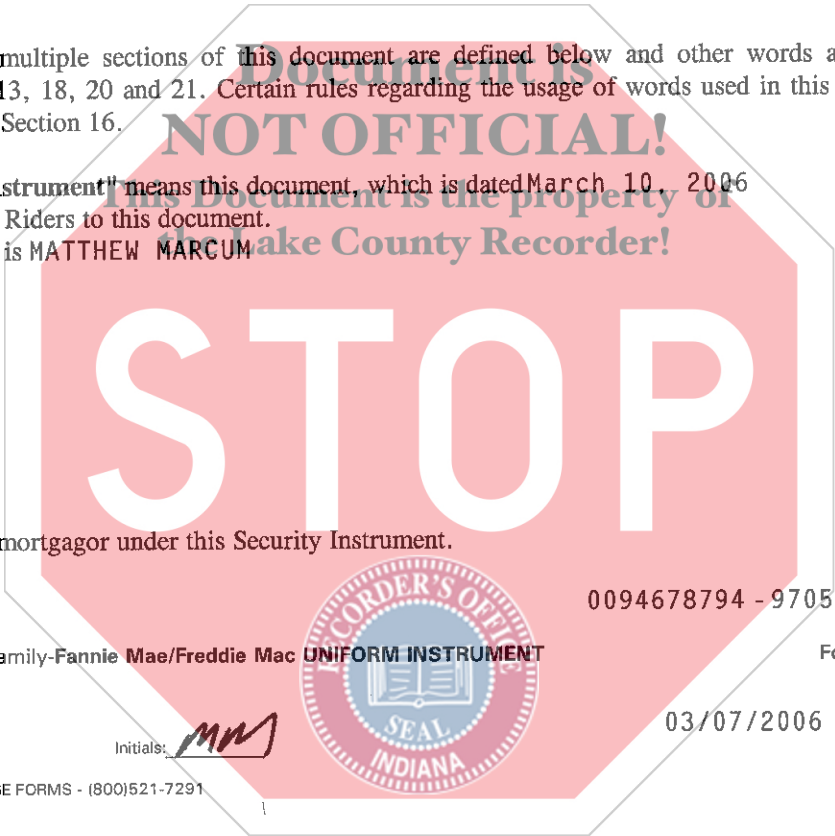 multiple sections of this document are defined below and other words a
Document is
13, 18, 20 and 21. Certain rules regarding the usage of words used in this
Section 16.
NOT OFFICIAL!
strument" means this document, which is dated March 10, 2006
This Document is the property of
Riders to this document.
is MATTHEW MARCUM
the Lake County Recorder!
STOP
mortgagor under this Security Instrument.
RECORDER'S OFFICE
0094678794 - 9705
amily-Fannie Mae/Freddie Mac UNIFORM INSTRUMENT
Fo
SEAL
03/07/2006
Initials: MM
INDIANA
GE FORMS - (800)521-7291